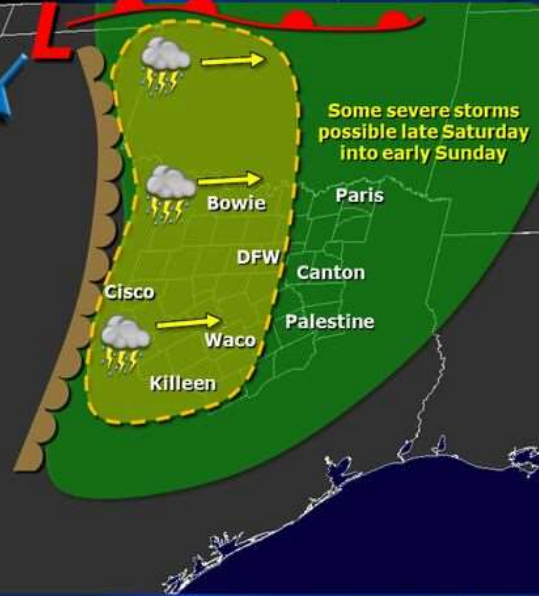 L
Some severe storms
possible late Saturday
into early Sunday
Paris
Bowie
DFW
Canton
Cisco
Palestine
Waco
Killeen